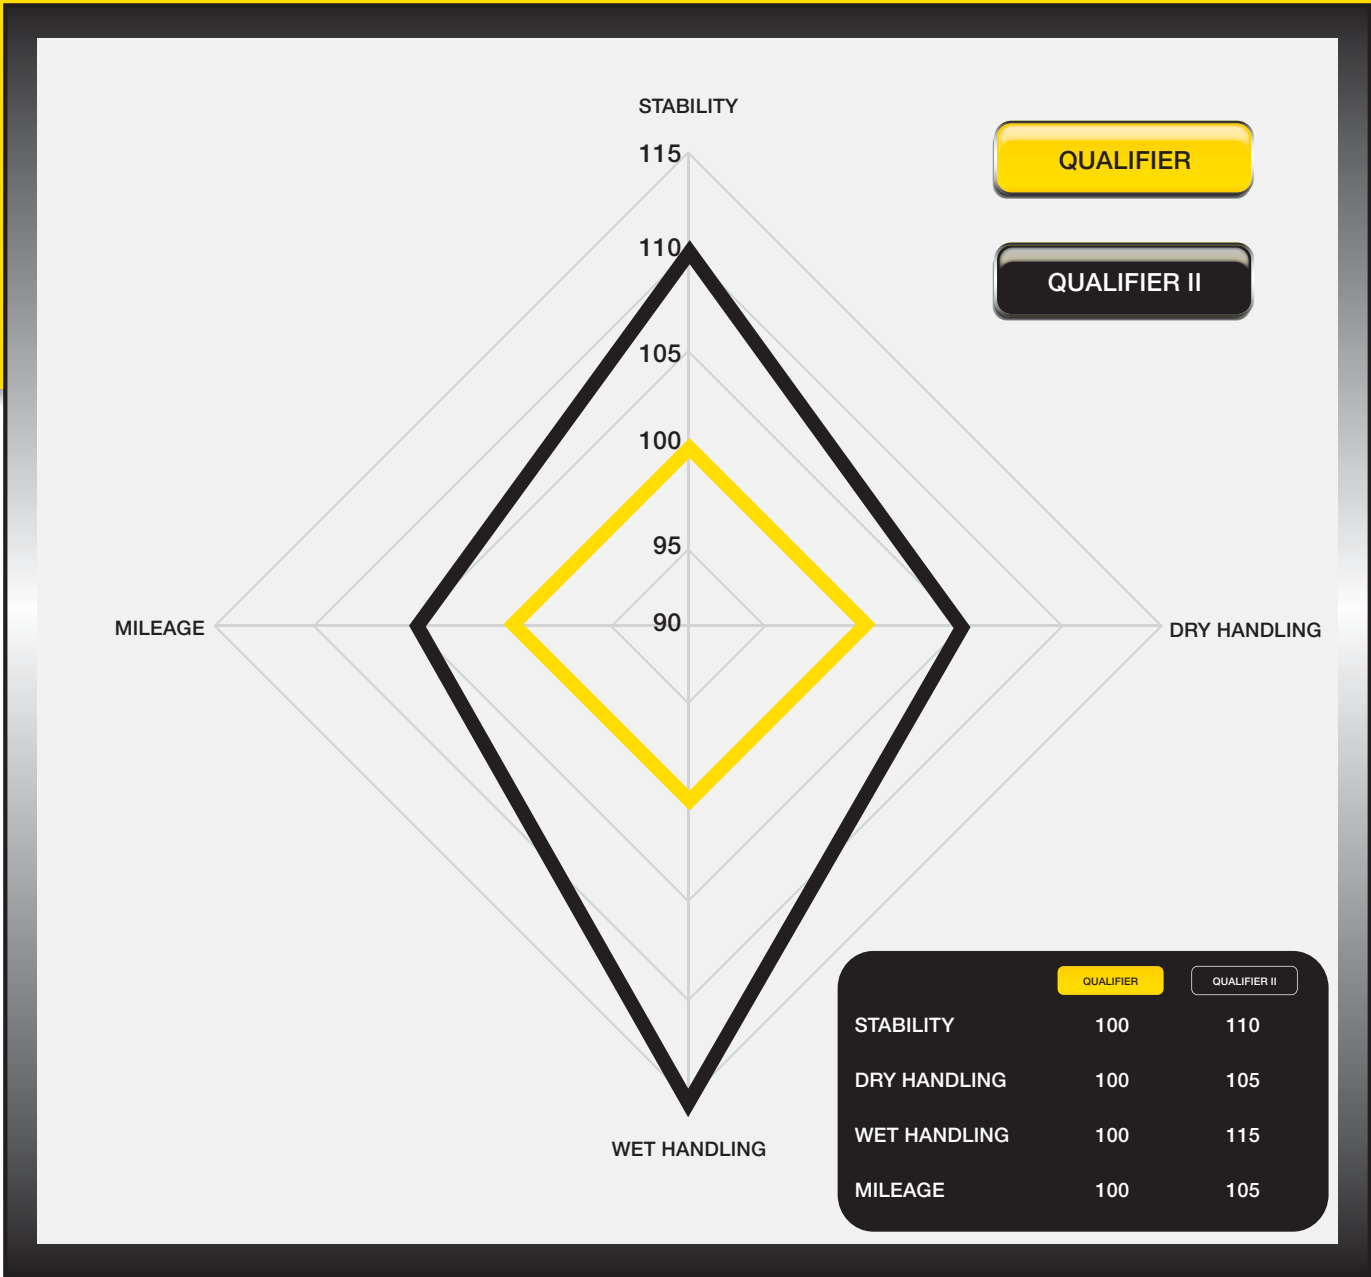 STABILITY
115
QUALIFIER
110
QUALIFIER II
105
100
95
90
MILEAGE
DRY HANDLING
WET HANDLING
QUALIFIER QUALIFIER II
STABILITY 100 110
DRY HANDLING 100 105
WET HANDLING 100 115
MILEAGE 100 105